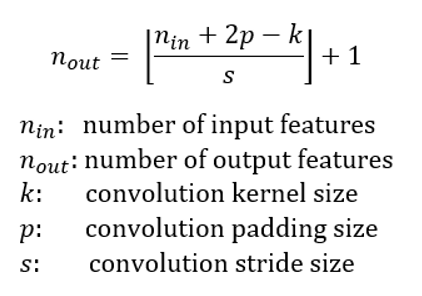 n_out = ⌊(n_in + 2p − k)/s⌋ + 1
n_in: number of input features
n_out: number of output features
k: convolution kernel size
p: convolution padding size
s: convolution stride size